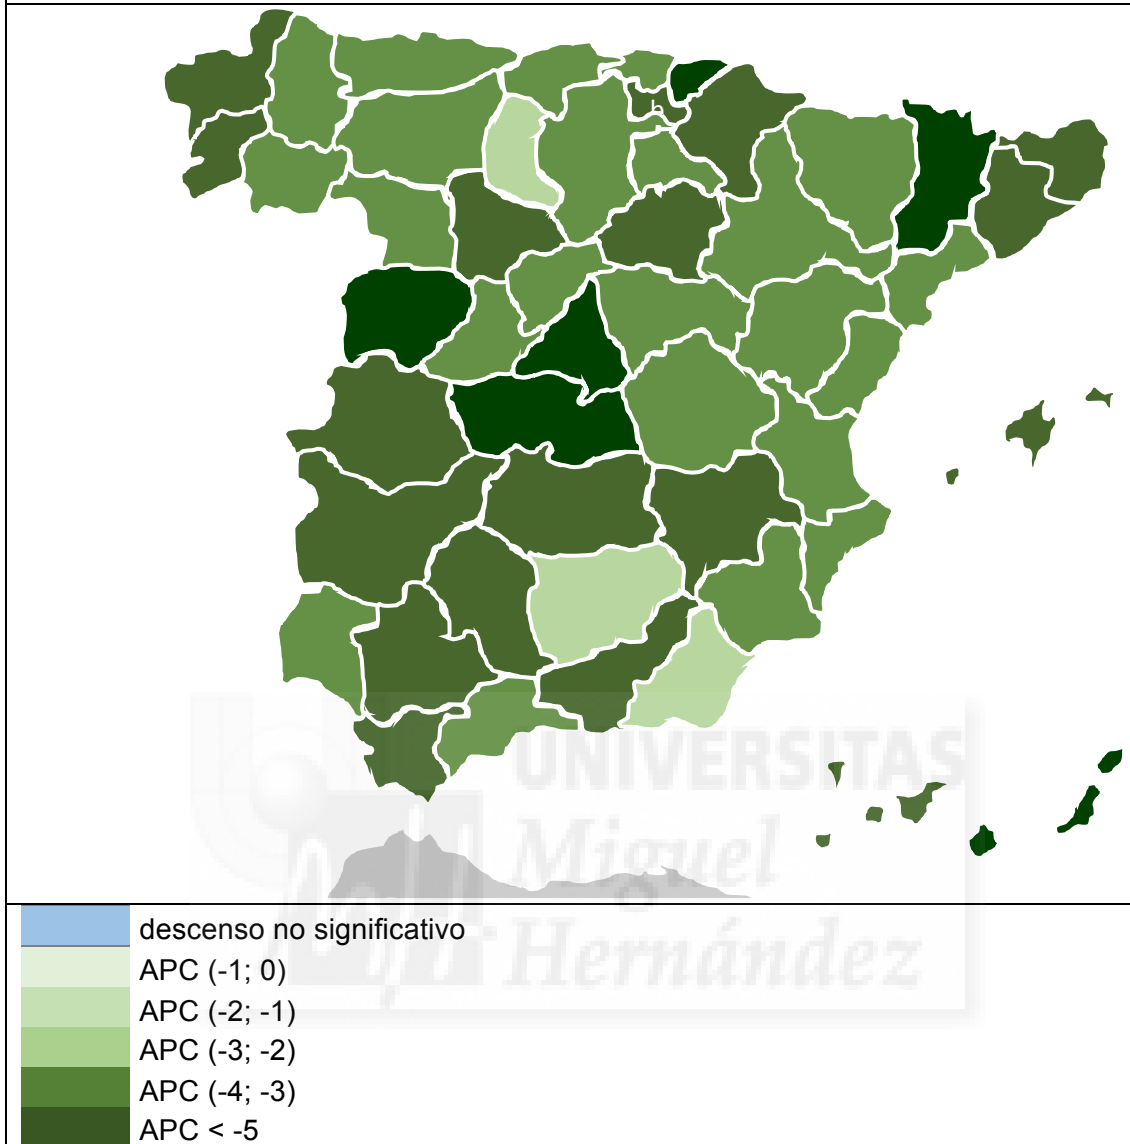 h
UNIVERSITAS
Miguel
Hernández
descenso no significativo
APC (-1; 0)
APC (-2; -1)
APC (-3; -2)
APC (-4; -3)
APC < -5